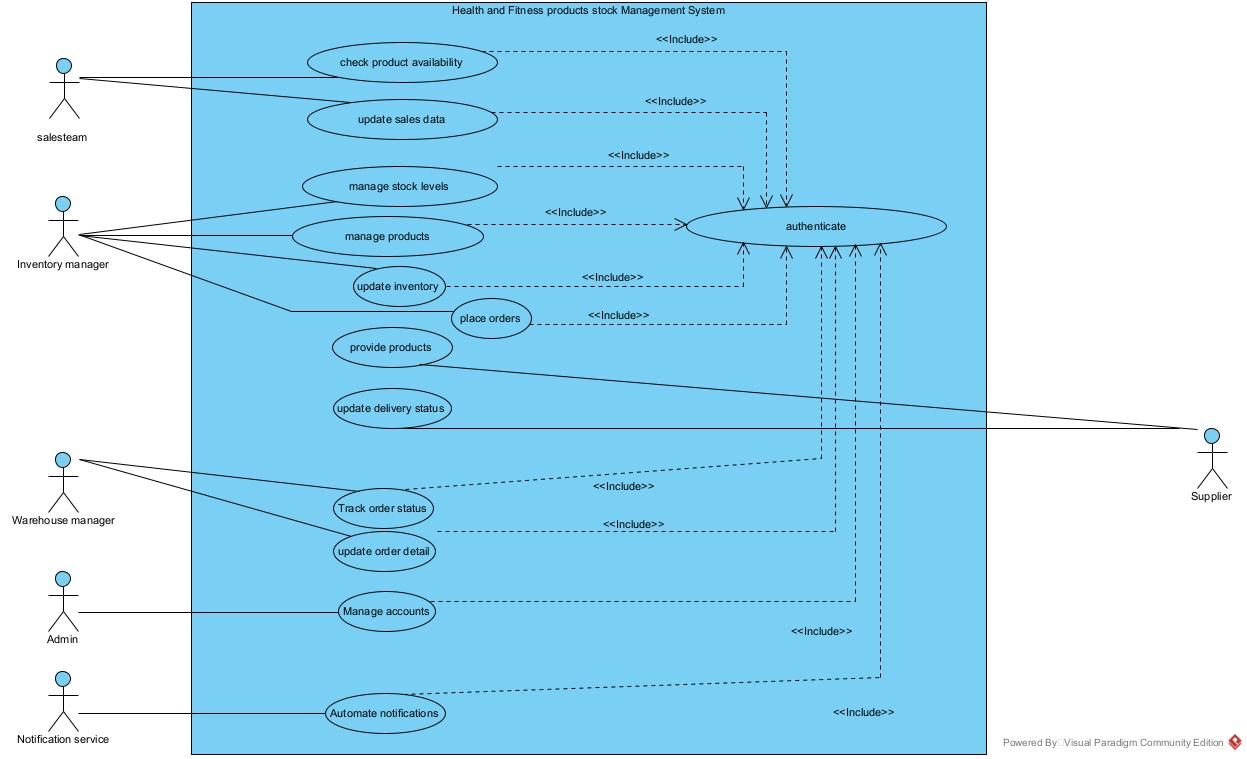 Health and Fitness products stock Management System
<<Include>>
check product availability
<<Include>>
update sales data
salesteam
<<Include>>
manage stock levels
<<Include>>
authenticate
manage products
Inventory manager
<<Include>>
update inventory
<<Include>>
place orders
provide products
update delivery status
<<Include>>
Supplier
Track order status
Warehouse manager
<<Include>>
update order detail
Manage accounts
<<Include>>
Admin
<<Include>>
Automate notifications
Notification service
Powered By Visual Paradigm Community Edition